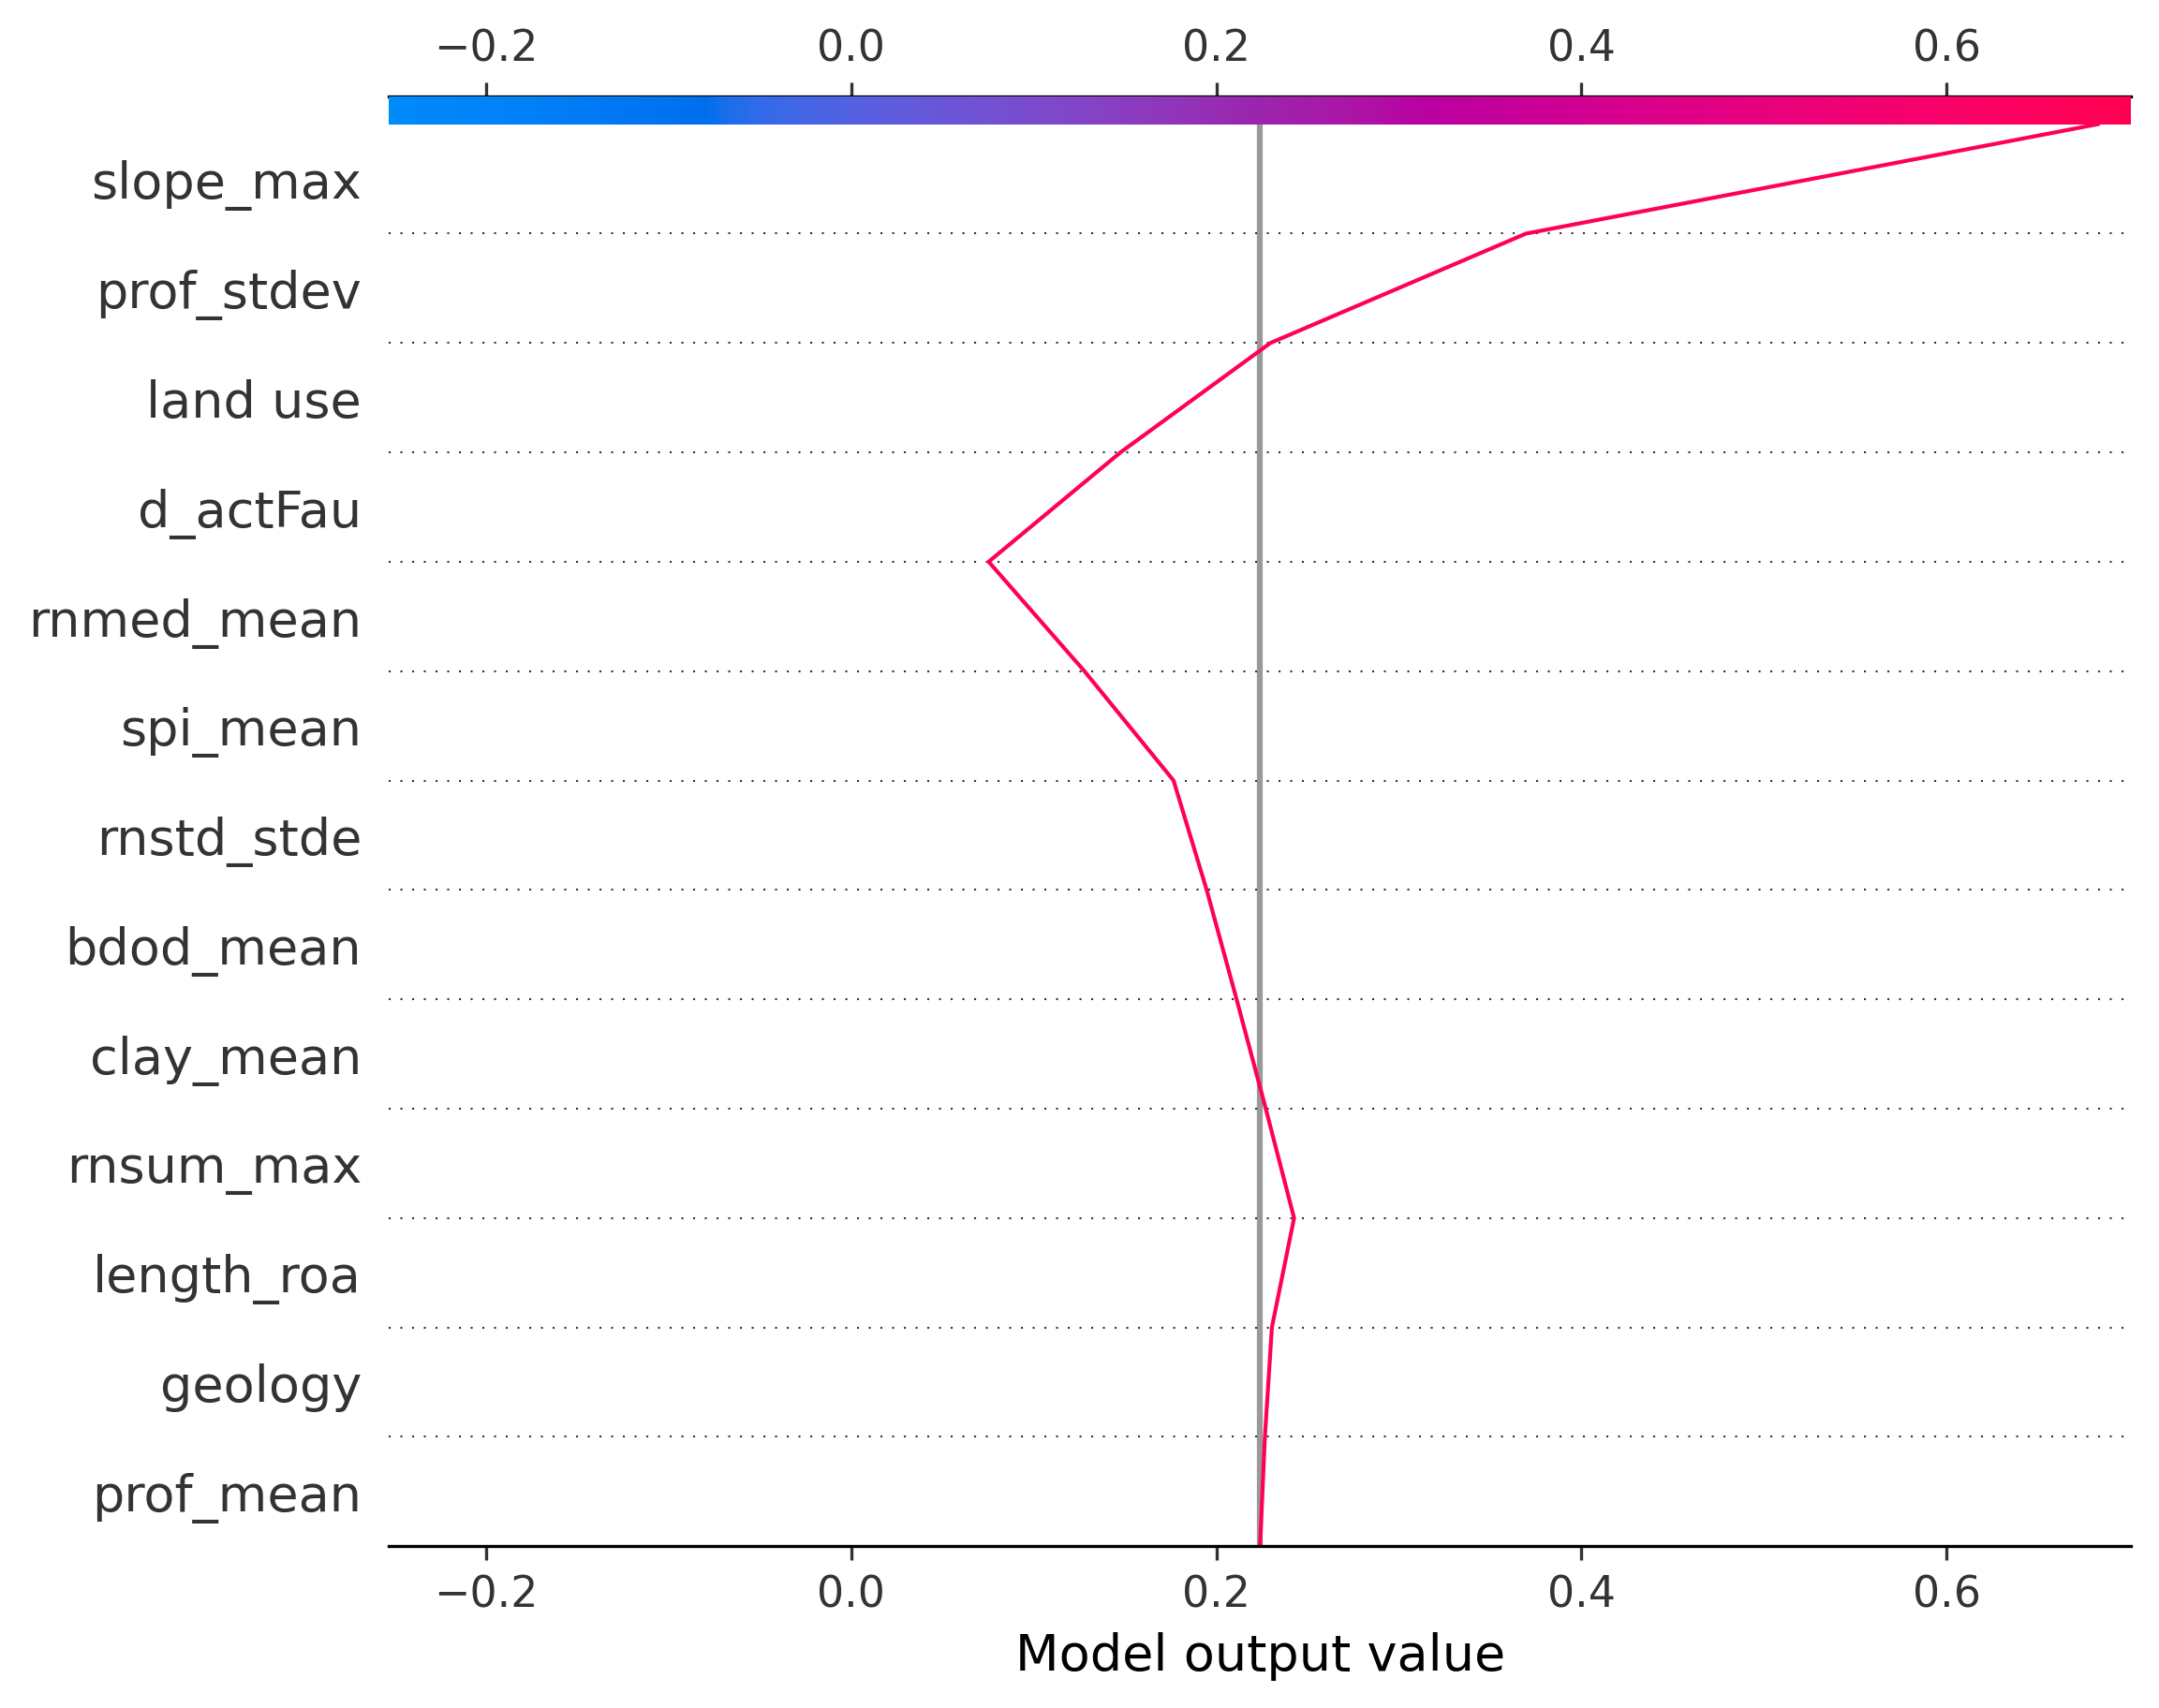 −0.2 0.0 0.2 0.4 0.6
slope_max
prof_stdev
land use
d_actFau
rnmed_mean
spi_mean
rnstd_stde
bdod_mean
clay_mean
rnsum_max
length_roa
geology
prof_mean
−0.2 0.0 0.2 0.4 0.6
Model output value